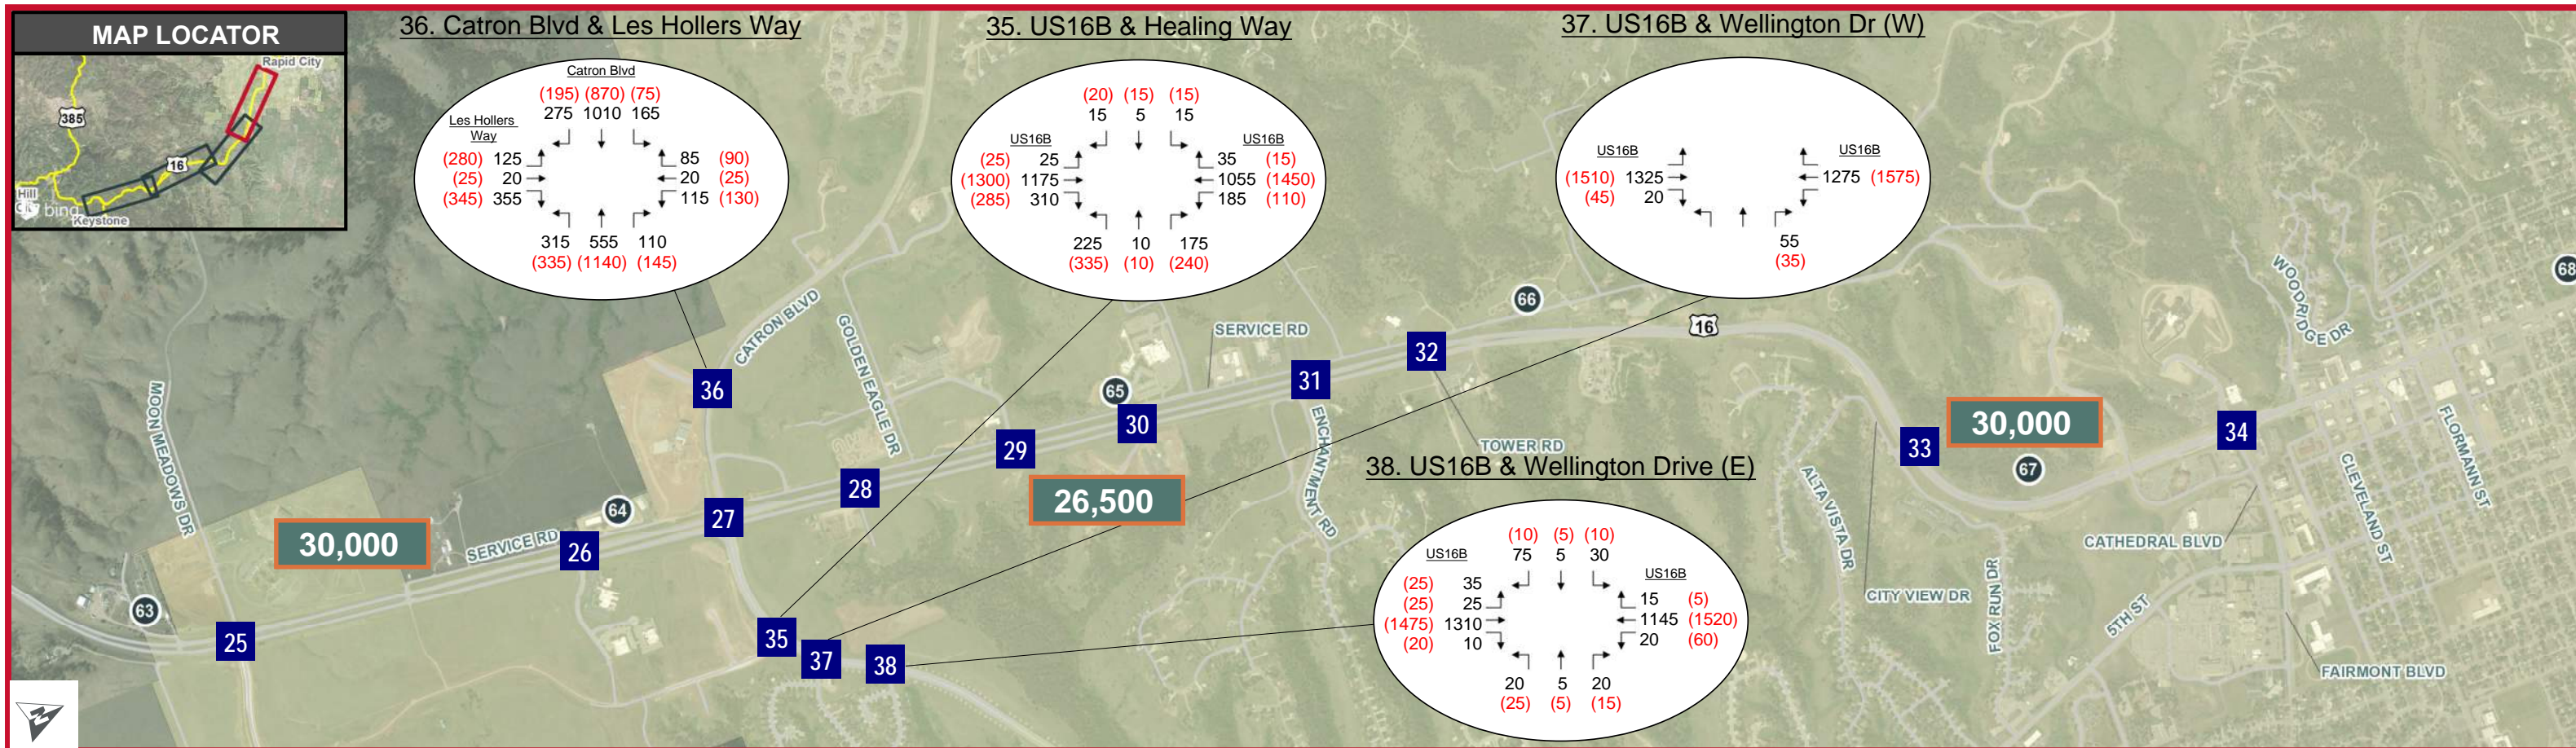 MAP LOCATOR
Rapid City
385
16
Hill
bing
Keystone
36. Catron Blvd & Les Hollers Way
Catron Blvd
(195) (870) (75)
275 1010 165
Les Hollers
Way
(280) 125
(25) 20
(345) 355
85 (90)
20 (25)
115 (130)
315 555 110
(335) (1140) (145)
35. US16B & Healing Way
(20) (15) (15)
15 5 15
US16B
(25) 25
(1300) 1175
(285) 310
US16B
35 (15)
1055 (1450)
185 (110)
225 10 175
(335) (10) (240)
37. US16B & Wellington Dr (W)
US16B
(1510) 1325
(45) 20
US16B
1275 (1575)
55
(35)
38. US16B & Wellington Drive (E)
(10) (5) (10)
75 5 30
US16B
(25) 35
(25) 25
(1475) 1310
(20) 10
US16B
15 (5)
1145 (1520)
20 (60)
20 5 20
(25) (5) (15)
MOON MEADOWS DR
63
25
30,000
SERVICE RD
64
26
27
36
CATRON BLVD
GOLDEN EAGLE DR
28
29
65
30
26,500
SERVICE RD
31
ENCHANTMENT RD
32
TOWER RD
66
16
35
37
38
ALTA VISTA DR
CITY VIEW DR
33
30,000
67
FOX RUN DR
5TH ST
CATHEDRAL BLVD
34
FAIRMONT BLVD
CLEVELAND ST
FLORMANN ST
WOODRIDGE DR
68
N